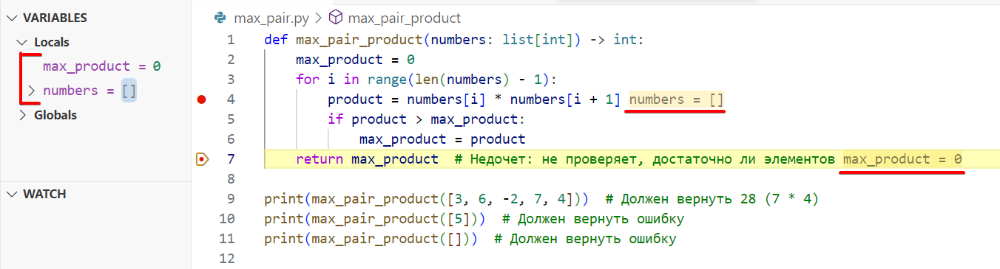 VARIABLES
Locals
max_product = 0
numbers = []
Globals
WATCH
max_pair.py > max_pair_product
1 def max_pair_product(numbers: list[int]) -> int:
2 max_product = 0
3 for i in range(len(numbers) - 1):
4 product = numbers[i] * numbers[i + 1] numbers = []
5 if product > max_product:
6 max_product = product
7 return max_product # Недочет: не проверяет, достаточно ли элементов max_product = 0
8
9 print(max_pair_product([3, 6, -2, 7, 4])) # Должен вернуть 28 (7 * 4)
10 print(max_pair_product([5])) # Должен вернуть ошибку
11 print(max_pair_product([])) # Должен вернуть ошибку
12